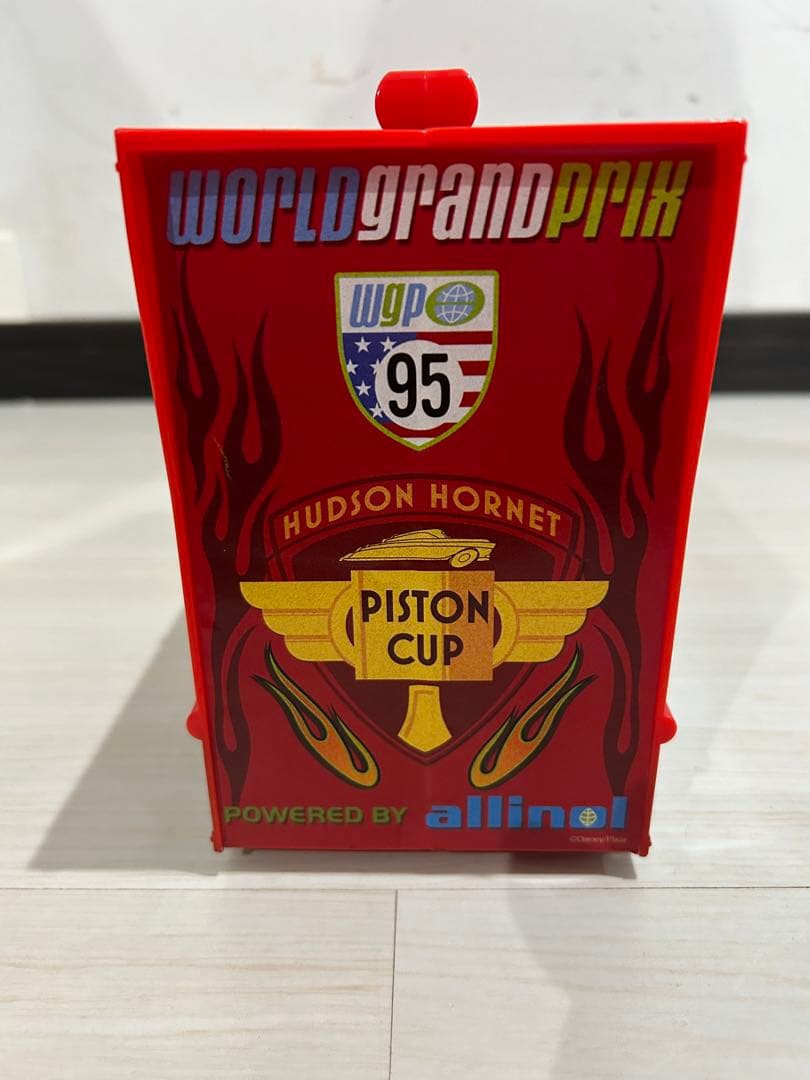 WORLDgrandPRIX
wgp
95
HUDSON HORNET
PISTON
CUP
POWERED BY allinol
©Disney/Pixar